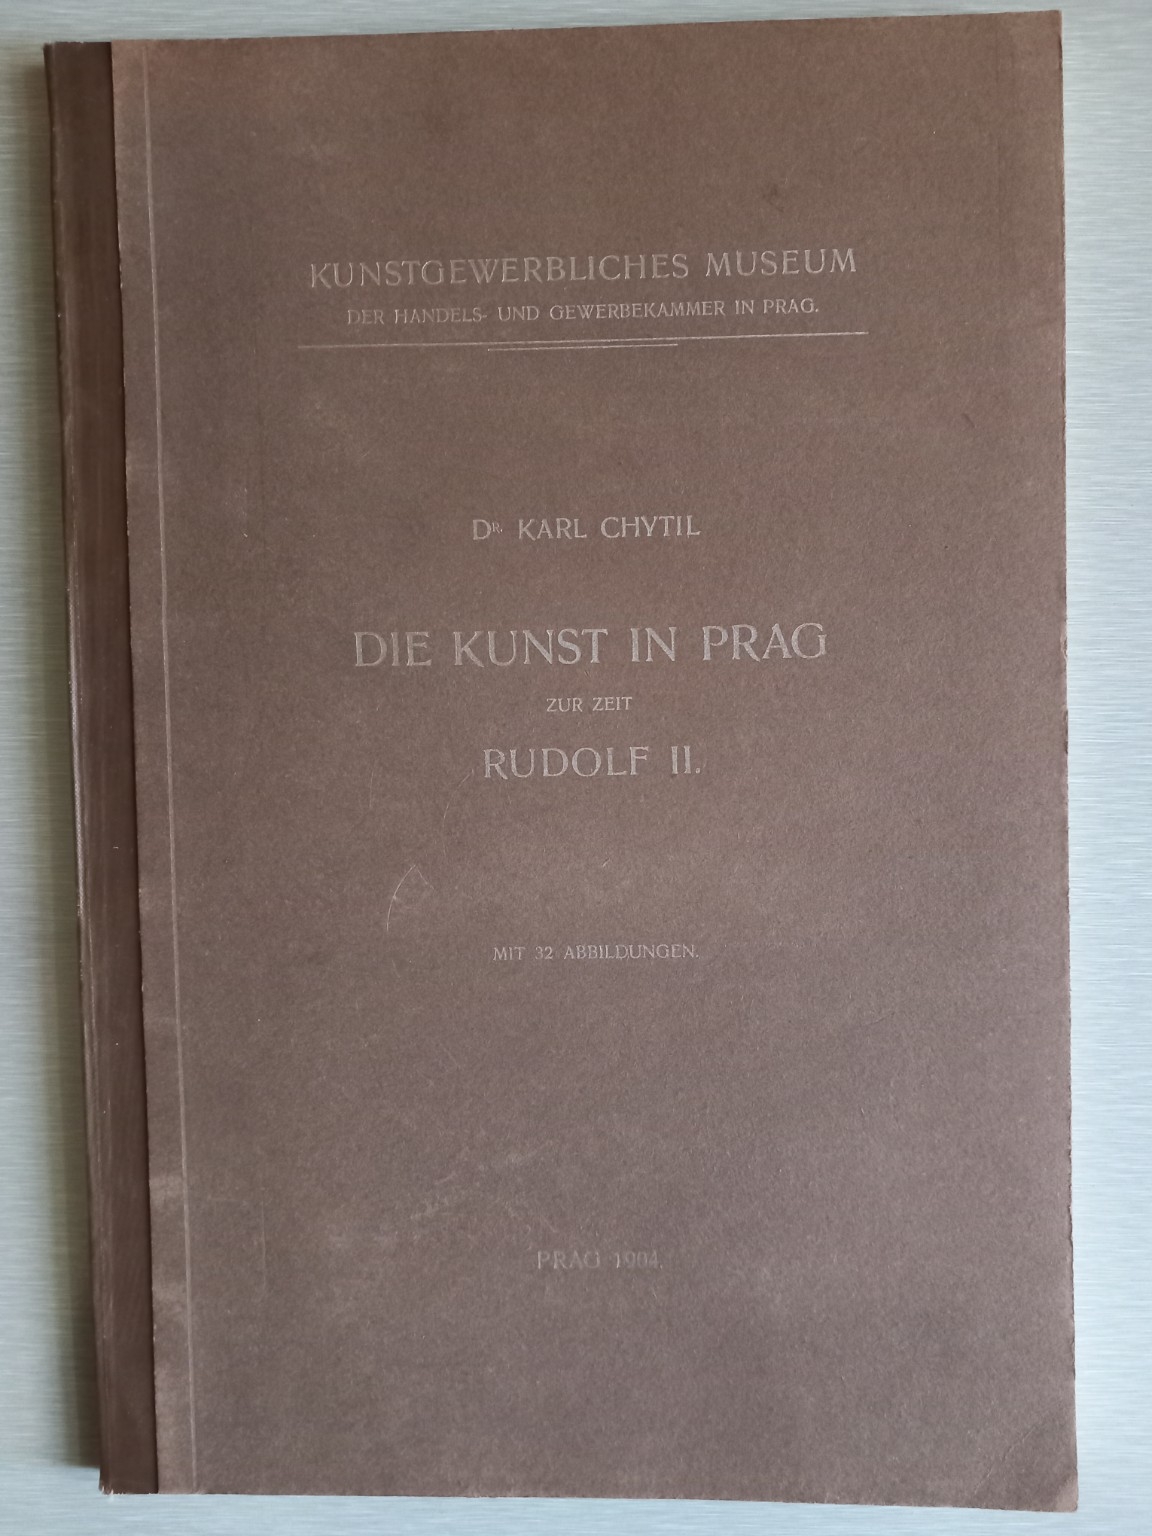 KUNSTGEWERBLICHES MUSEUM
DER HANDELS- UND GEWERBEKAMMER IN PRAG.
DR. KARL CHYTIL
DIE KUNST IN PRAG
ZUR ZEIT
RUDOLF II.
MIT 32 ABBILDUNGEN.
PRAG 1904.